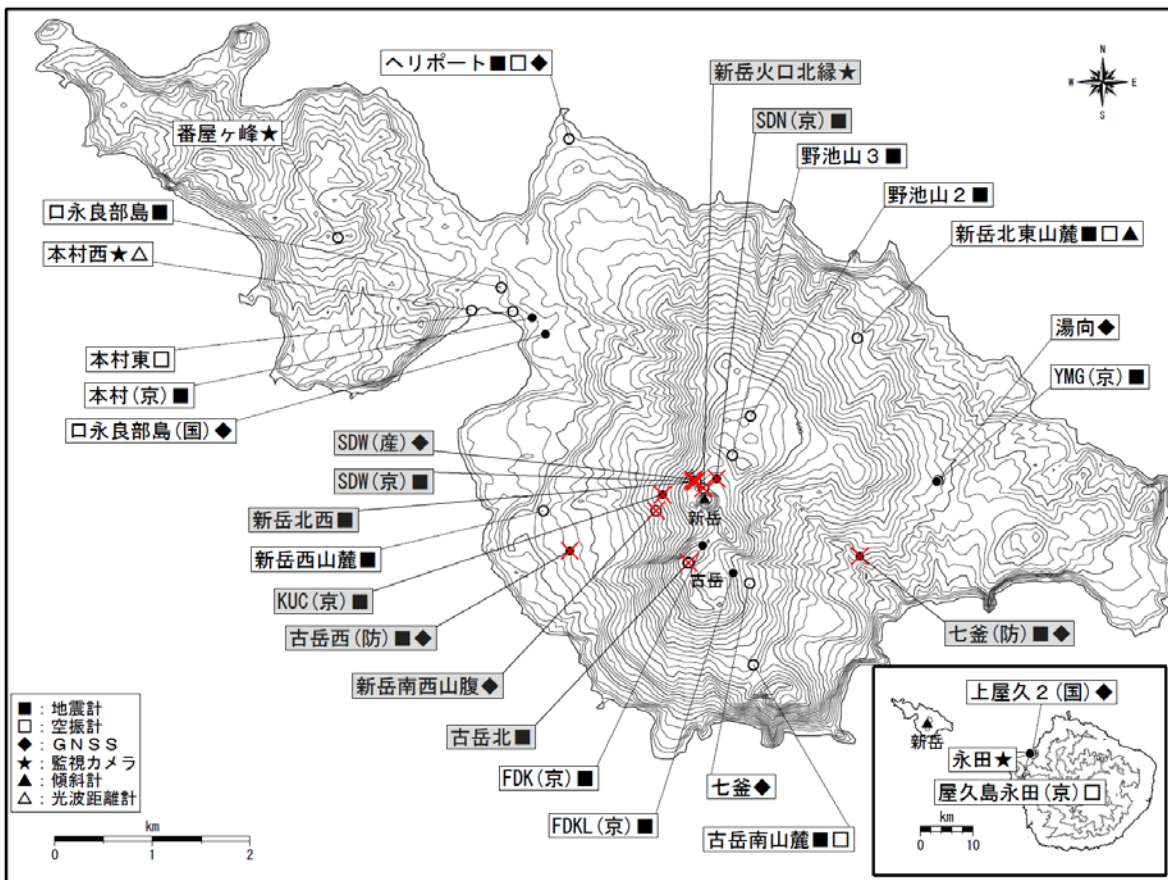 ヘリポート■□◆
新岳火口北縁★
N
W
E
S
SDN(京)■
番屋ヶ峰★
野池山3■
野池山2■
口永良部島■
新岳北東山麓■□▲
本村西★△
湯向◆
本村東□
YMG(京)■
本村(京)■
口永良部島(国)◆
SDW(産)◆
SDW(京)■
新岳北西■
新岳
新岳西山麓■
古岳
KUC(京)■
古岳西(防)■◆
七釜(防)■◆
新岳南西山腹◆
古岳北■
FDK(京)■
七釜◆
FDKL(京)■
古岳南山麓■□
■：地震計
□：空振計
◆：GNSS
★：監視カメラ
▲：傾斜計
△：光波距離計
km
0 1 2
上屋久2(国)◆
新岳
永田★
屋久島永田(京)□
km
0 10